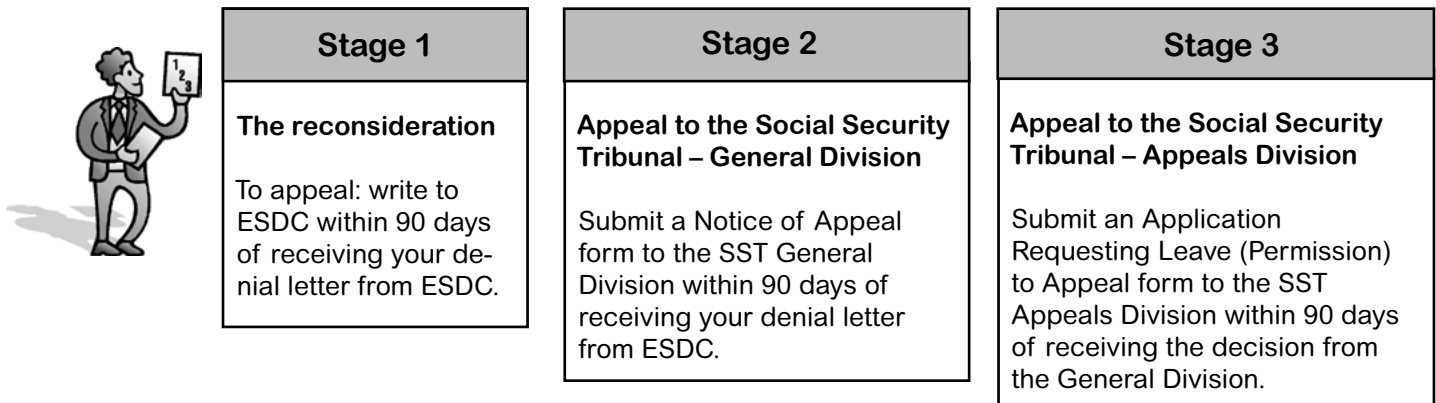 1
2
3
Stage 1
The reconsideration
To appeal: write to
ESDC within 90 days
of receiving your de-
nial letter from ESDC.
Stage 2
Appeal to the Social Security
Tribunal – General Division
Submit a Notice of Appeal
form to the SST General
Division within 90 days of
receiving your denial letter
from ESDC.
Stage 3
Appeal to the Social Security
Tribunal – Appeals Division
Submit an Application
Requesting Leave (Permission)
to Appeal form to the SST
Appeals Division within 90 days
of receiving the decision from
the General Division.